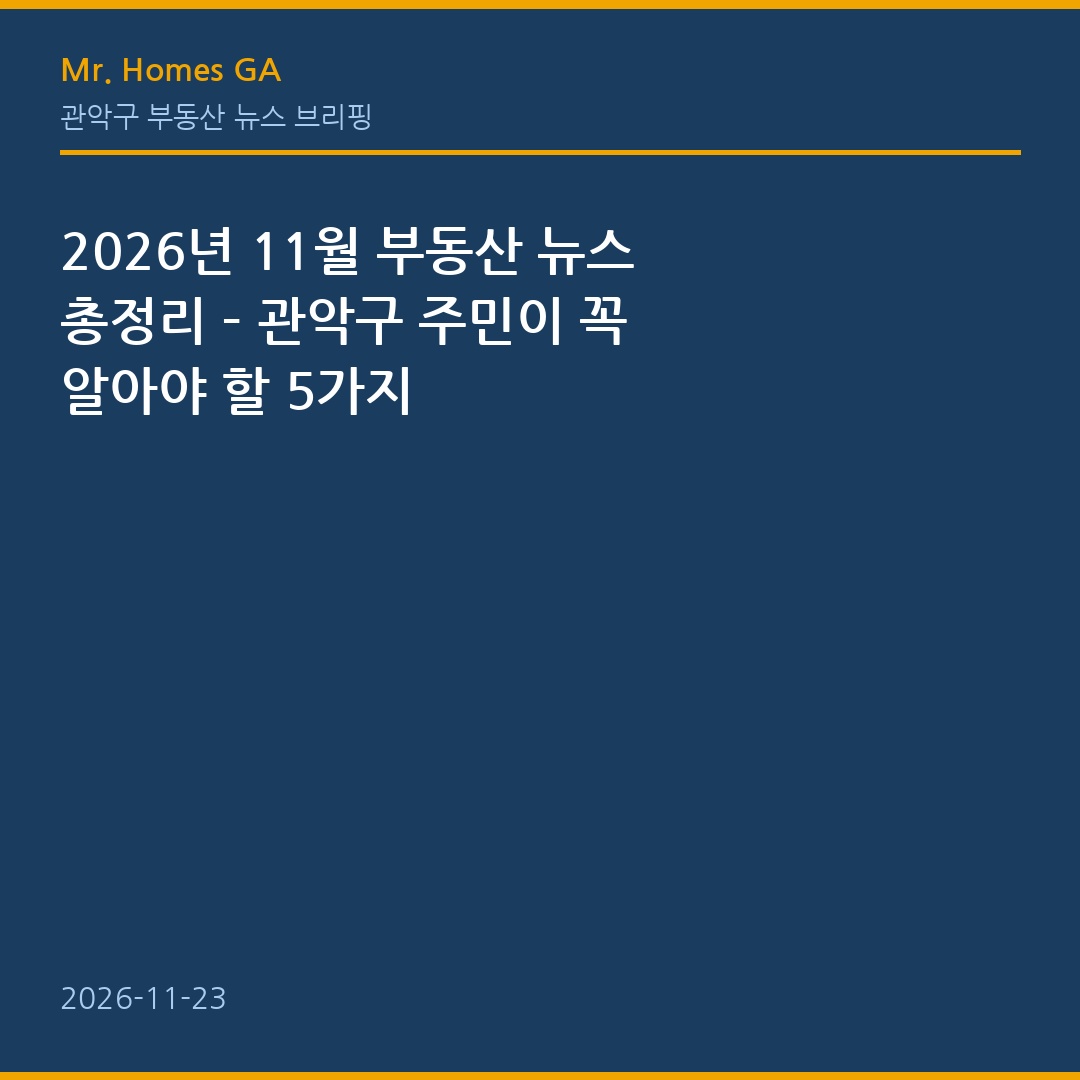 Mr. Homes GA
관악구 부동산 뉴스 브리핑
2026년 11월 부동산 뉴스
총정리 - 관악구 주민이 꼭
알아야 할 5가지
2026-11-23